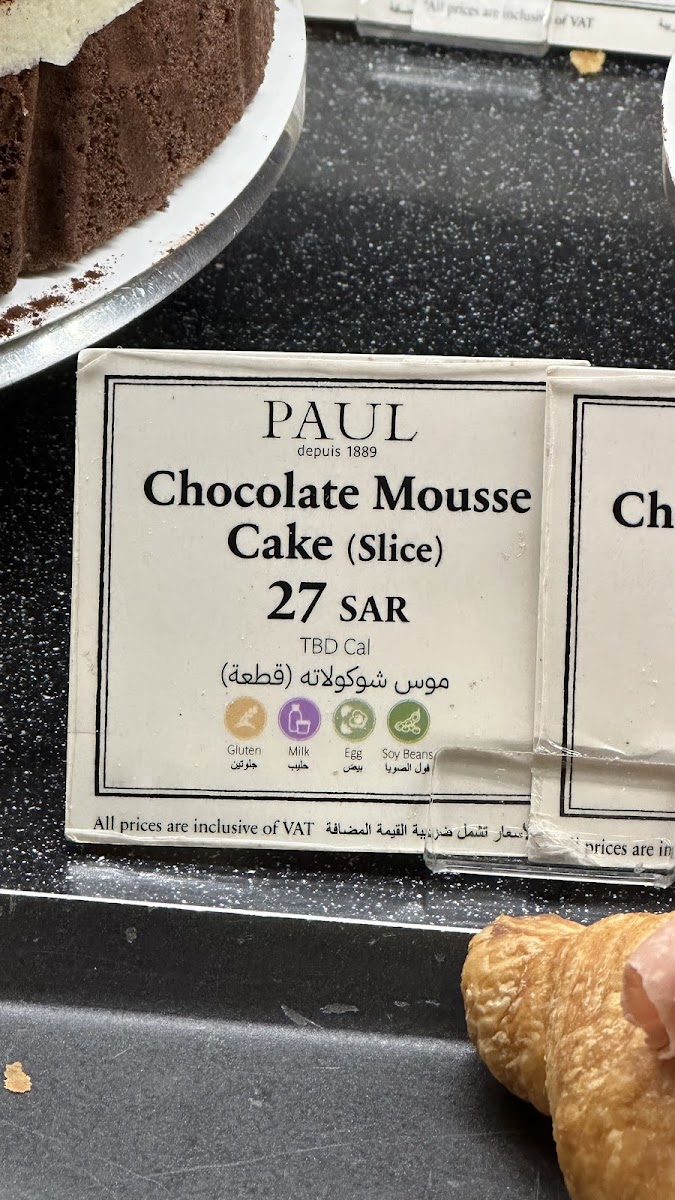 All prices are inclusive of VAT
PAUL
depuis 1889
Chocolate Mousse
Cake (Slice)
27 SAR
TBD Cal
موس شوكولاته (قطعة)
Gluten Milk Egg Soy Beans
جلوتين حليب بيض فول الصويا
All prices are inclusive of VAT الأسعار تشمل ضريبة القيمة المضافة
Ch
prices are in